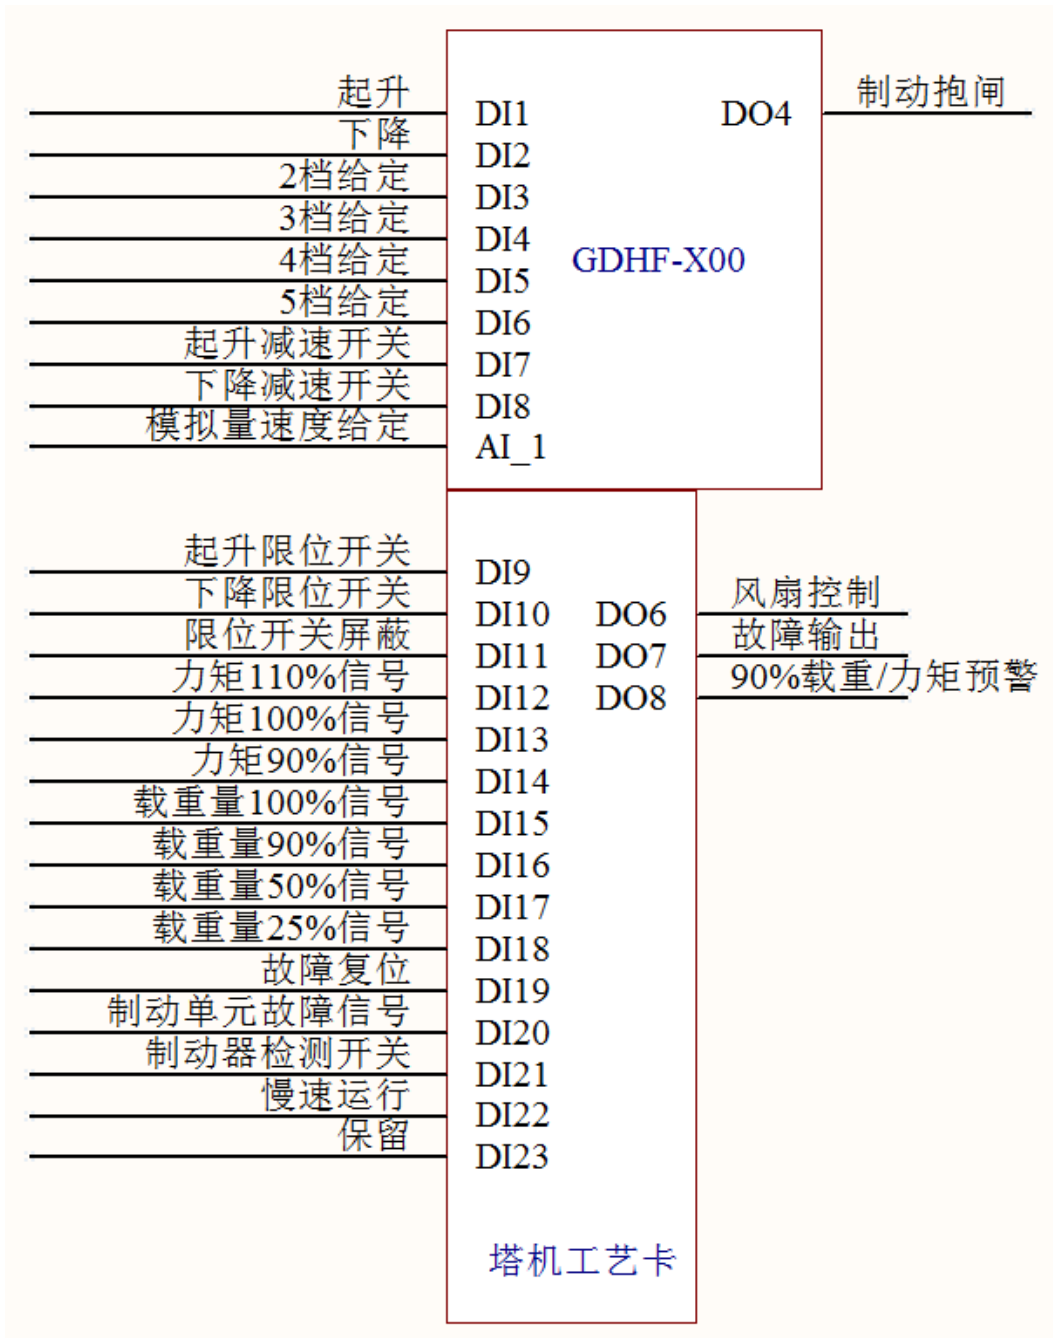 起升
DI1 DO4 制动抱闸
下降
DI2
2档给定
DI3
3档给定
DI4
GDHF-X00
4档给定
DI5
5档给定
DI6
起升减速开关
DI7
下降减速开关
DI8
模拟量速度给定
AI_1
起升限位开关
DI9
下降限位开关
DI10 DO6 风扇控制
限位开关屏蔽
DI11 DO7 故障输出
力矩110%信号
DI12 DO8 90%载重/力矩预警
力矩100%信号
DI13
力矩90%信号
DI14
载重量100%信号
DI15
载重量90%信号
DI16
载重量50%信号
DI17
载重量25%信号
DI18
故障复位
DI19
制动单元故障信号
DI20
制动器检测开关
DI21
慢速运行
DI22
保留
DI23
塔机工艺卡